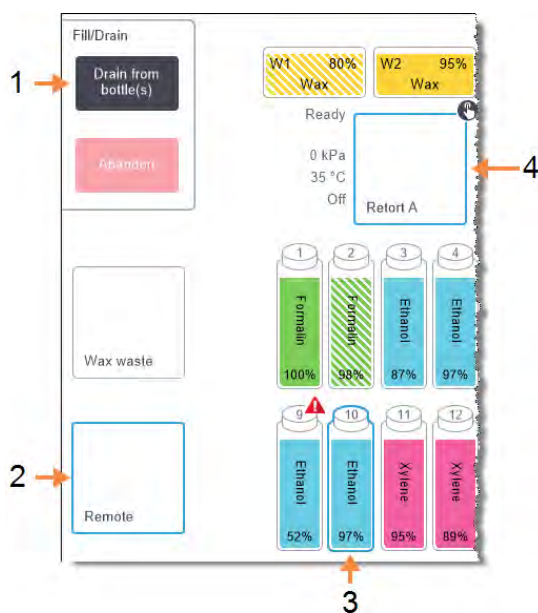 Fill/Drain
1
Drain from
bottle(s)
Abandon
W1 80%
Wax
W2 95%
Wax
Ready
0 kPa
35 °C
Off
Retort A
4
1
2
3
4
Formalin
Formalin
Ethanol
Ethanol
100%
98%
87%
97%
Wax waste
2
Remote
9
10
11
12
Ethanol
Ethanol
Xylene
Xylene
52%
97%
95%
89%
3